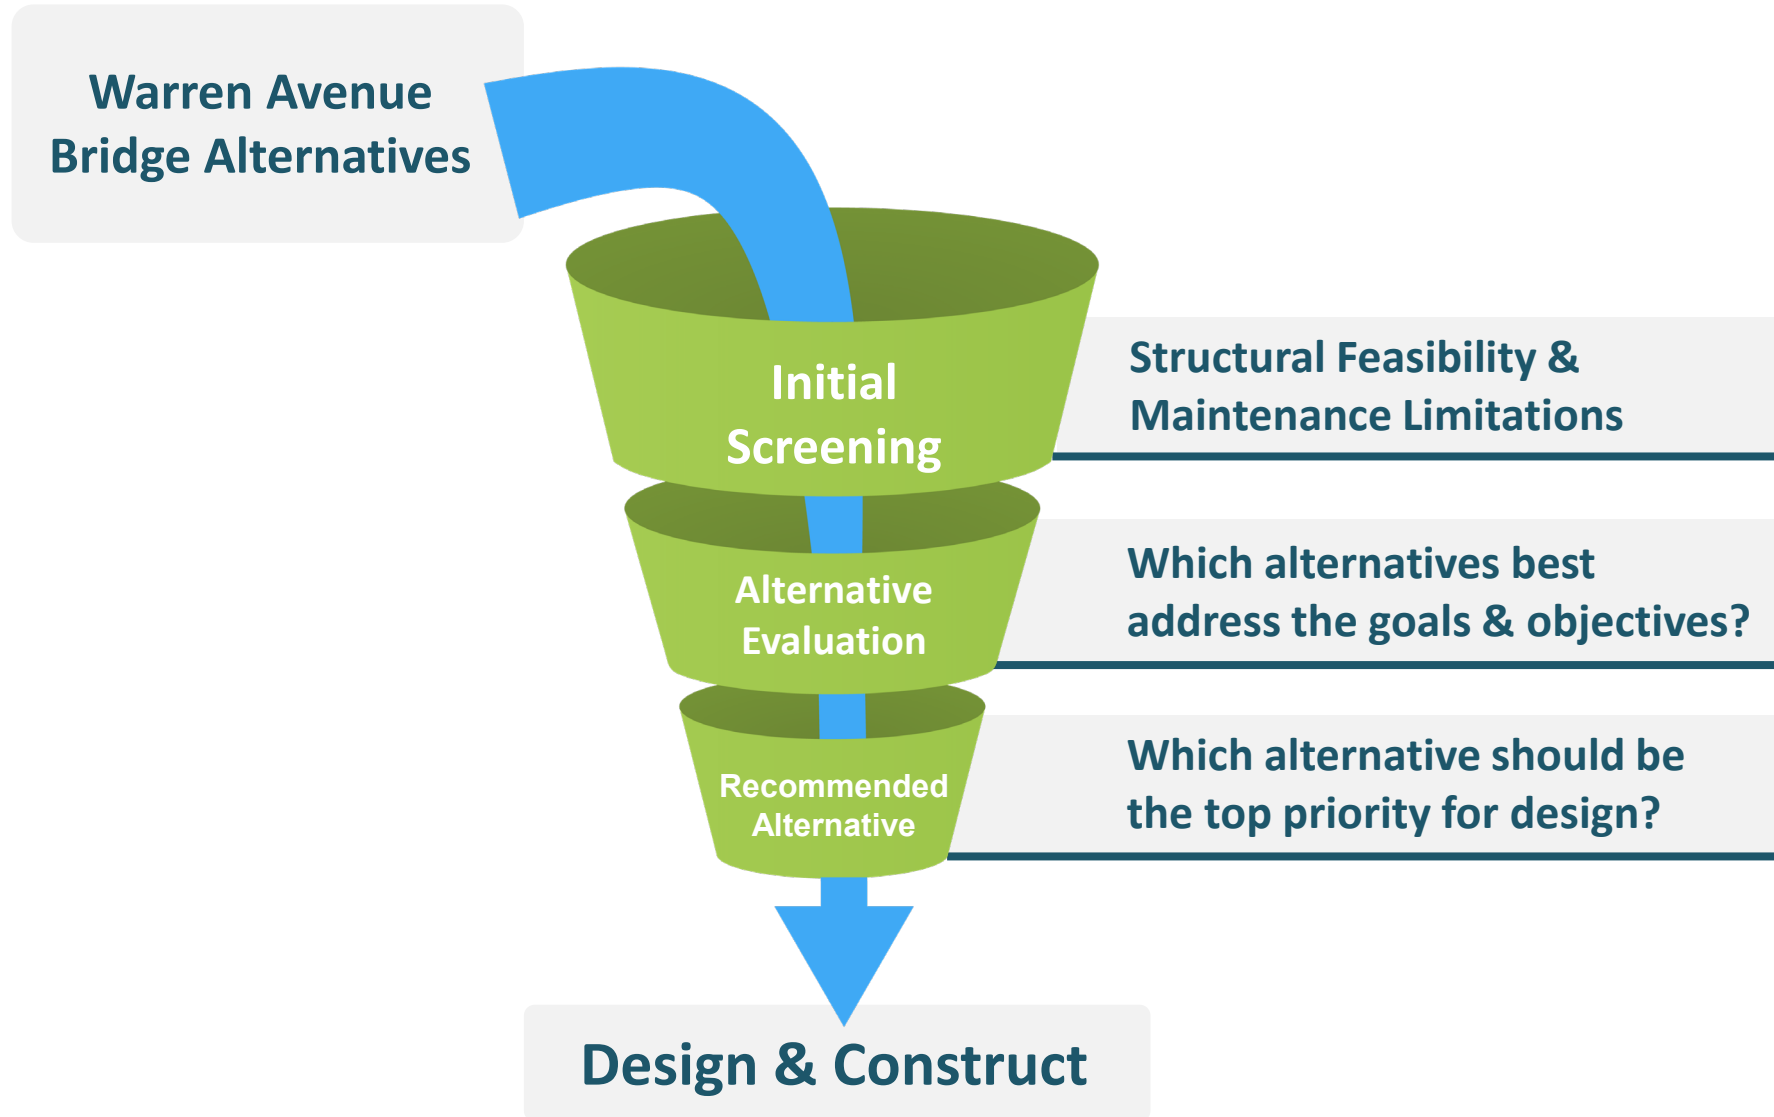 Warren Avenue
Bridge Alternatives
Initial
Screening
Structural Feasibility &
Maintenance Limitations
Alternative
Evaluation
Which alternatives best
address the goals & objectives?
Recommended
Alternative
Which alternative should be
the top priority for design?
Design & Construct